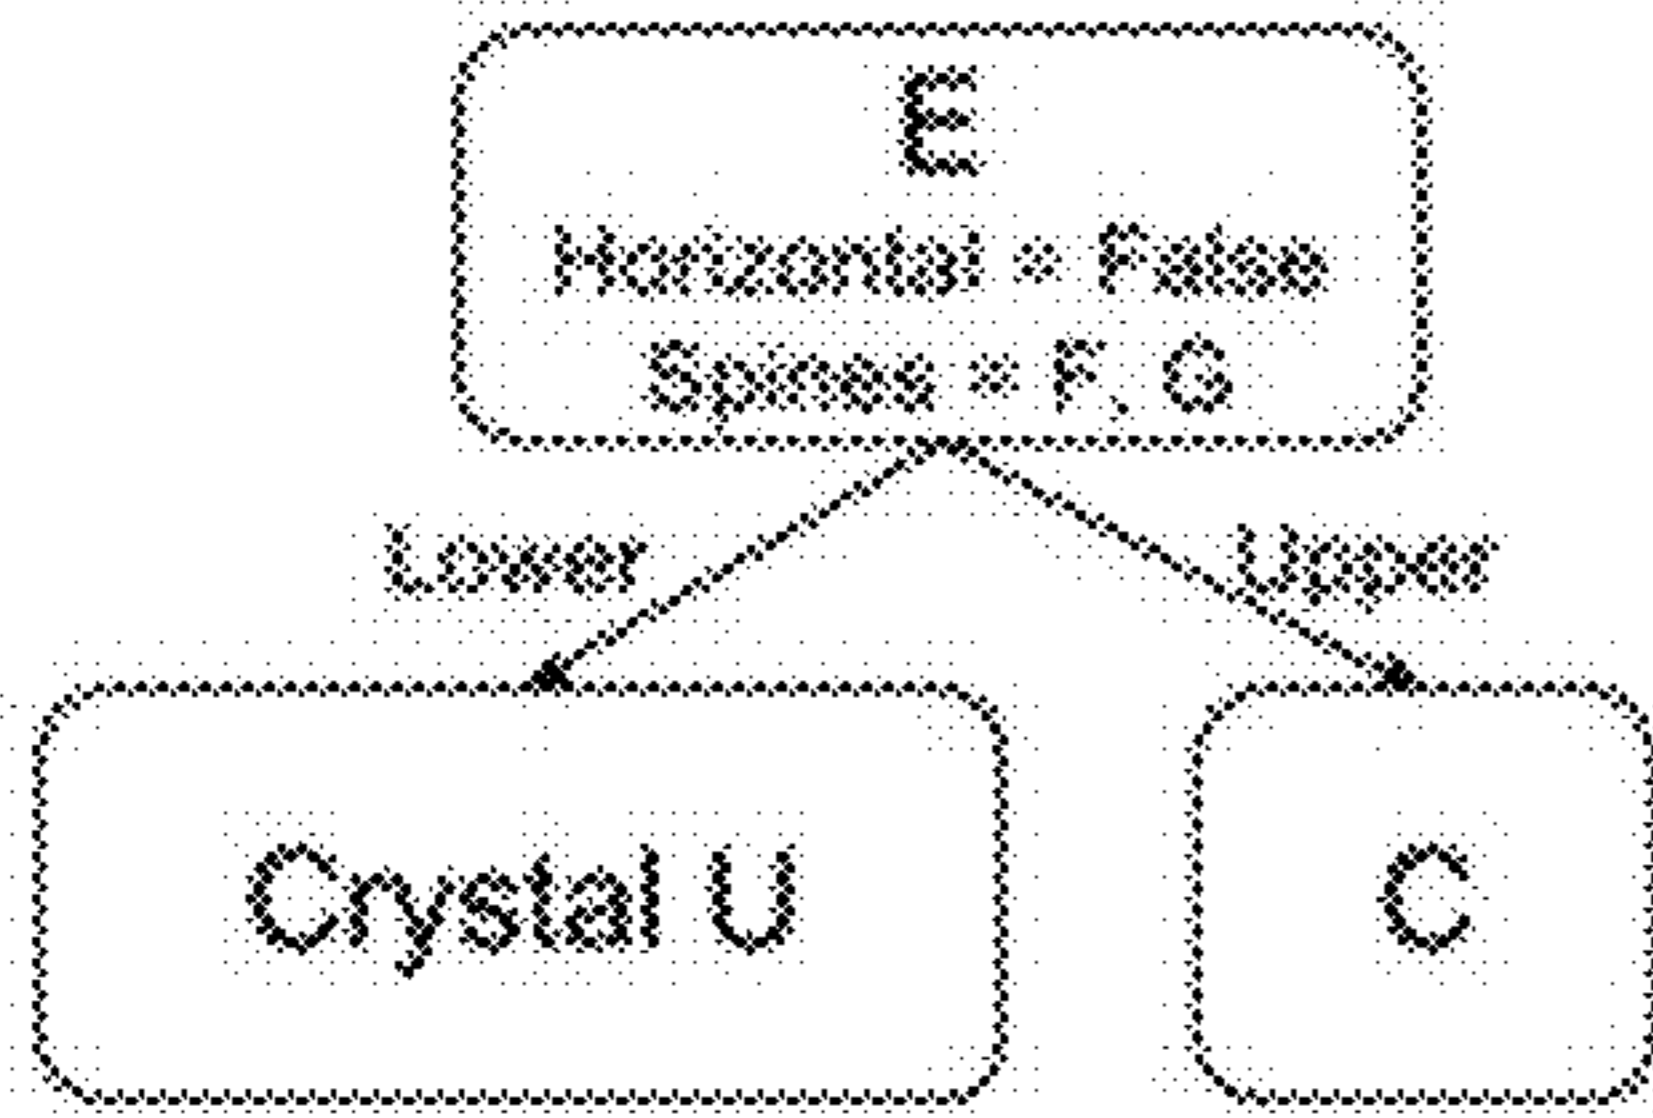 E
Horizontal = False
Spines = F, G
Lower
Upper
Crystal U
C